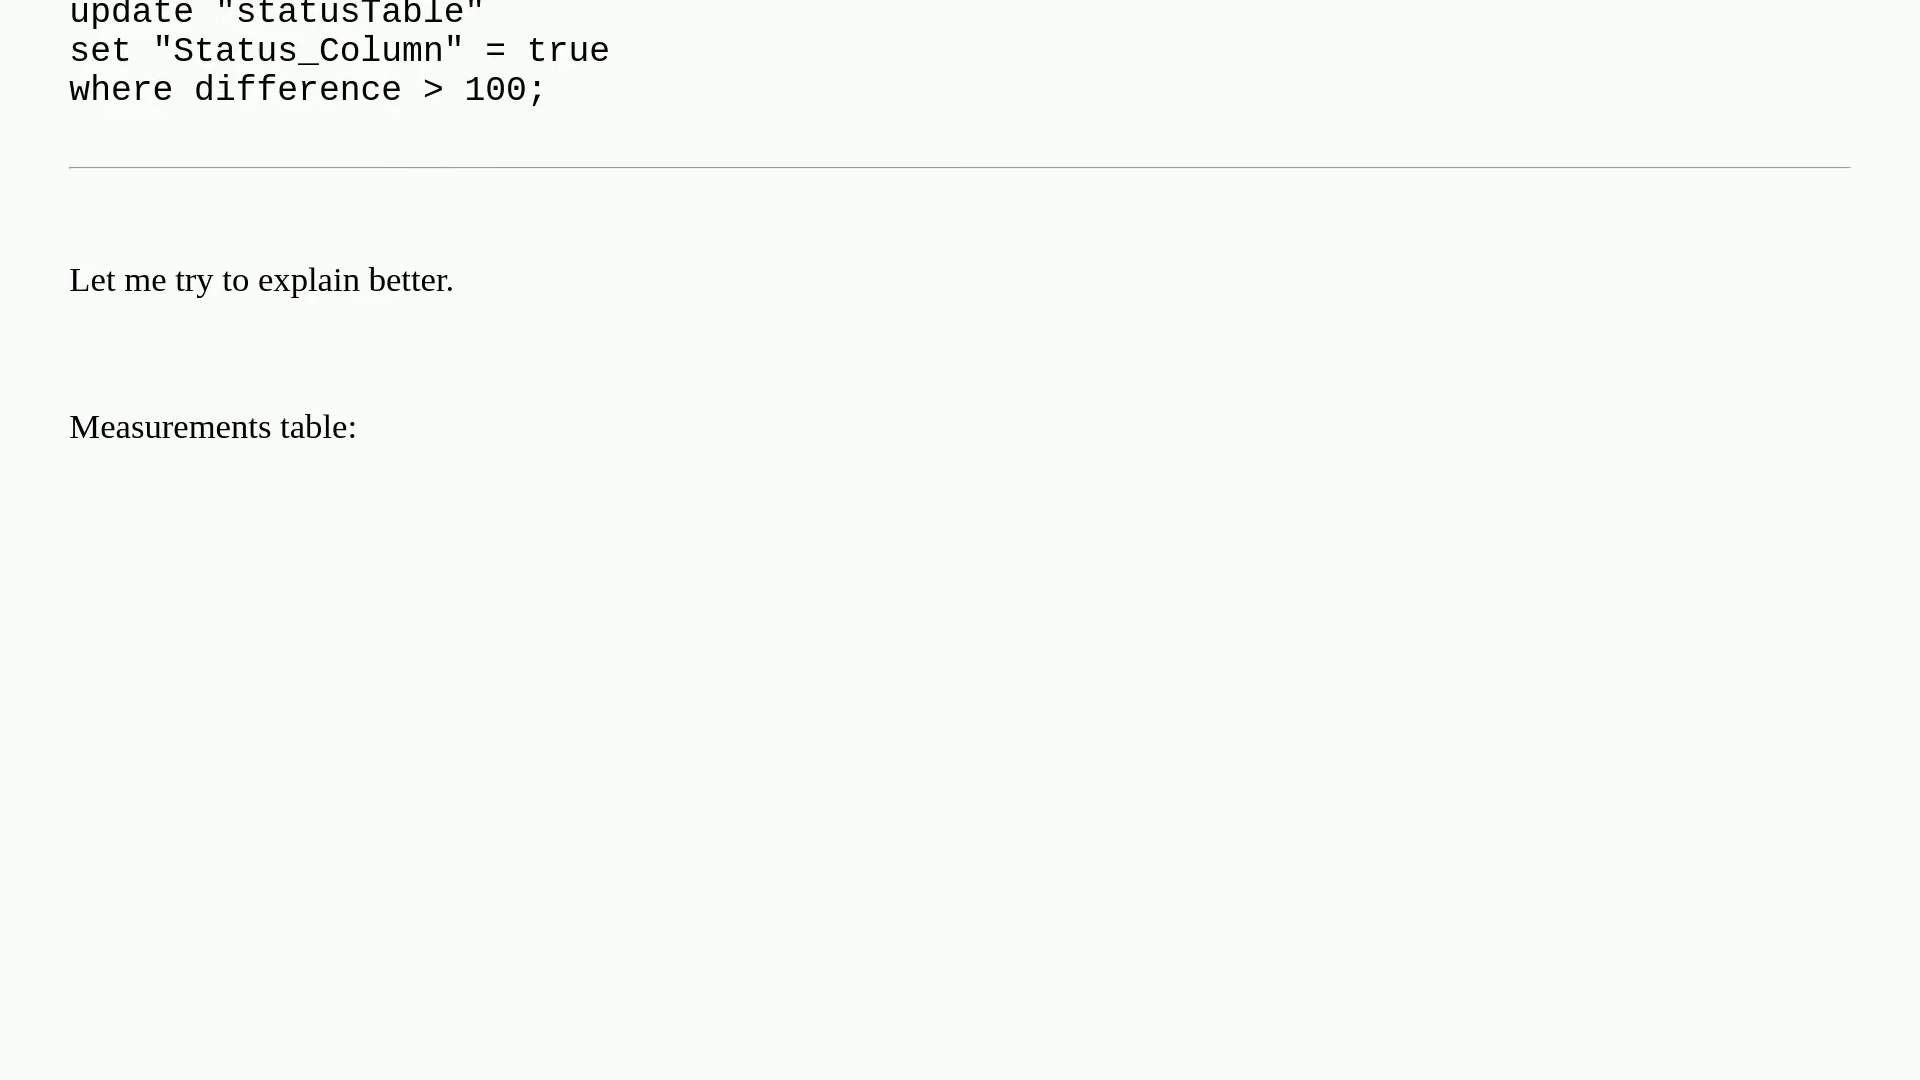 update "statusTable"
set "Status_Column" = true
where difference > 100;
Let me try to explain better.
Measurements table: